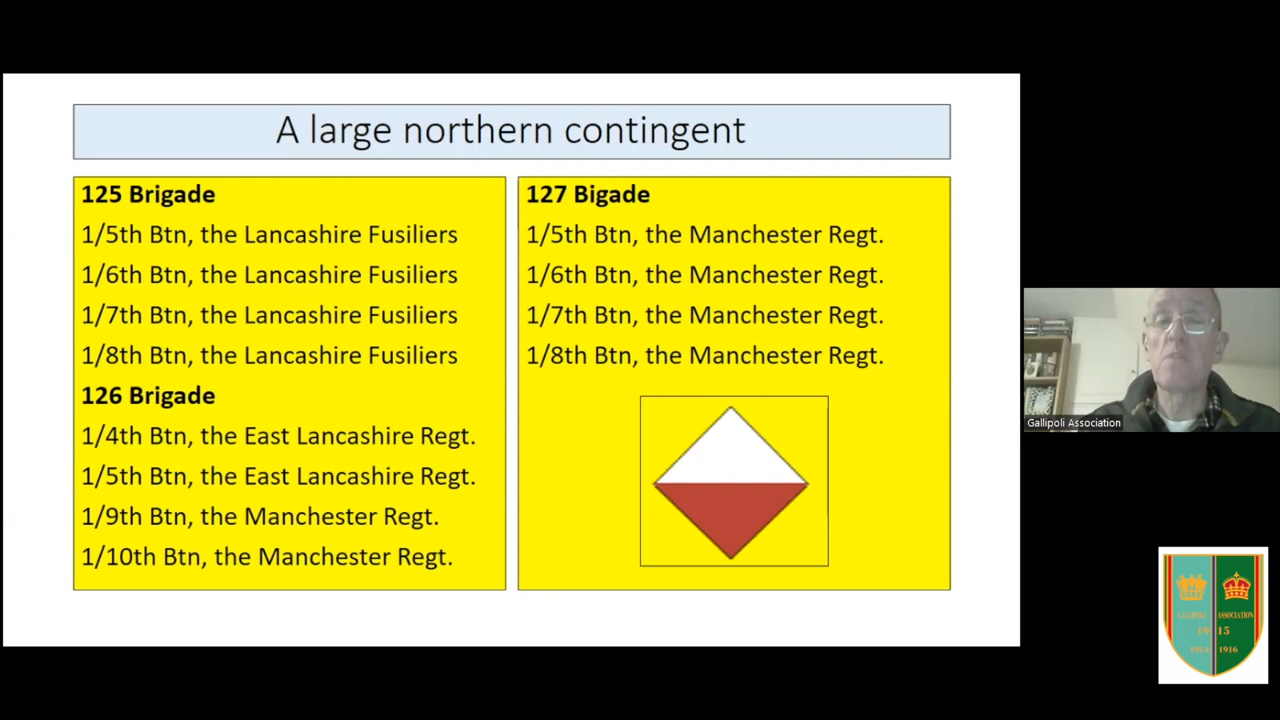 A large northern contingent
125 Brigade
1/5th Btn, the Lancashire Fusiliers
1/6th Btn, the Lancashire Fusiliers
1/7th Btn, the Lancashire Fusiliers
1/8th Btn, the Lancashire Fusiliers
126 Brigade
1/4th Btn, the East Lancashire Regt.
1/5th Btn, the East Lancashire Regt.
1/9th Btn, the Manchester Regt.
1/10th Btn, the Manchester Regt.
127 Bigade
1/5th Btn, the Manchester Regt.
1/6th Btn, the Manchester Regt.
1/7th Btn, the Manchester Regt.
1/8th Btn, the Manchester Regt.
Gallipoli Association
GALLIPOLI ASSOCIATION
1915
1916